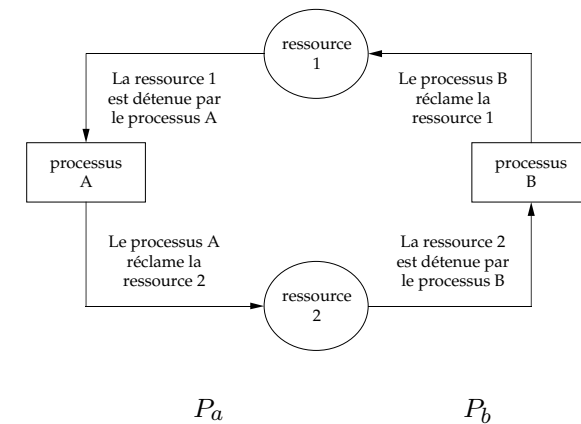 ressource
1
La ressource 1
est détenue par
le processus A
Le processus B
réclame la
ressource 1
processus
A
processus
B
Le processus A
réclame la
ressource 2
La ressource 2
est détenue par
le processus B
ressource
2
P_a
P_b